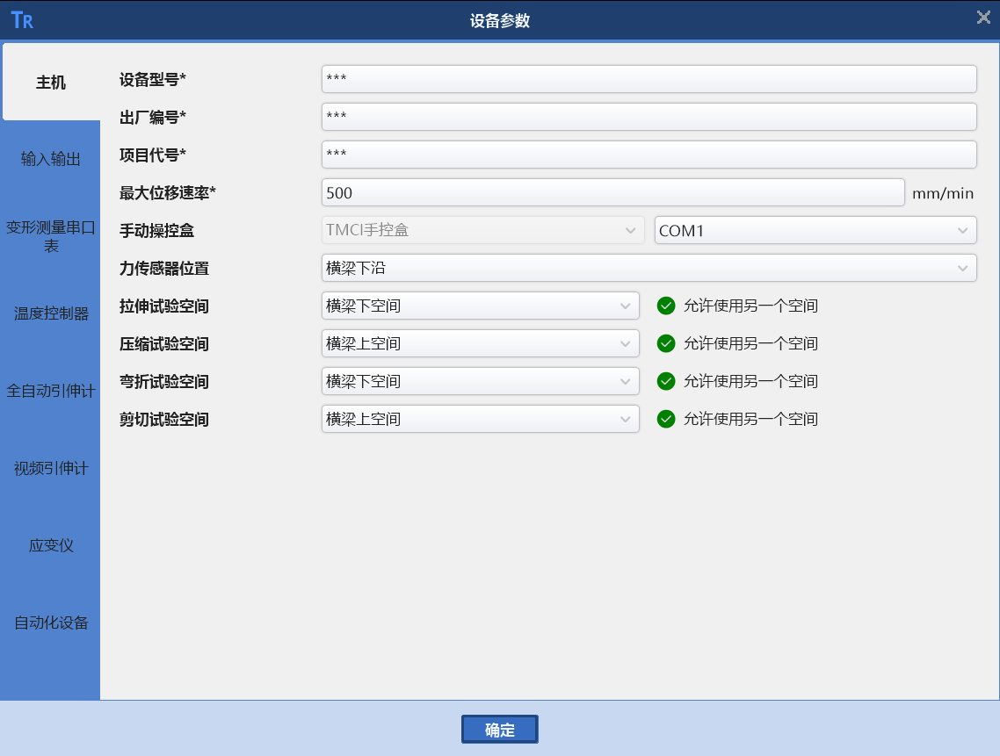 TR
设备参数
主机
输入输出
变形测量串口
表
温度控制器
全自动引伸计
视频引伸计
应变仪
自动化设备
设备型号* ***
出厂编号* ***
项目代号* ***
最大位移速率* 500 mm/min
手动操控盒 TMCI手控盒 COM1
力传感器位置 横梁下沿
拉伸试验空间 横梁下空间 允许使用另一个空间
压缩试验空间 横梁上空间 允许使用另一个空间
弯折试验空间 横梁下空间 允许使用另一个空间
剪切试验空间 横梁上空间 允许使用另一个空间
确定